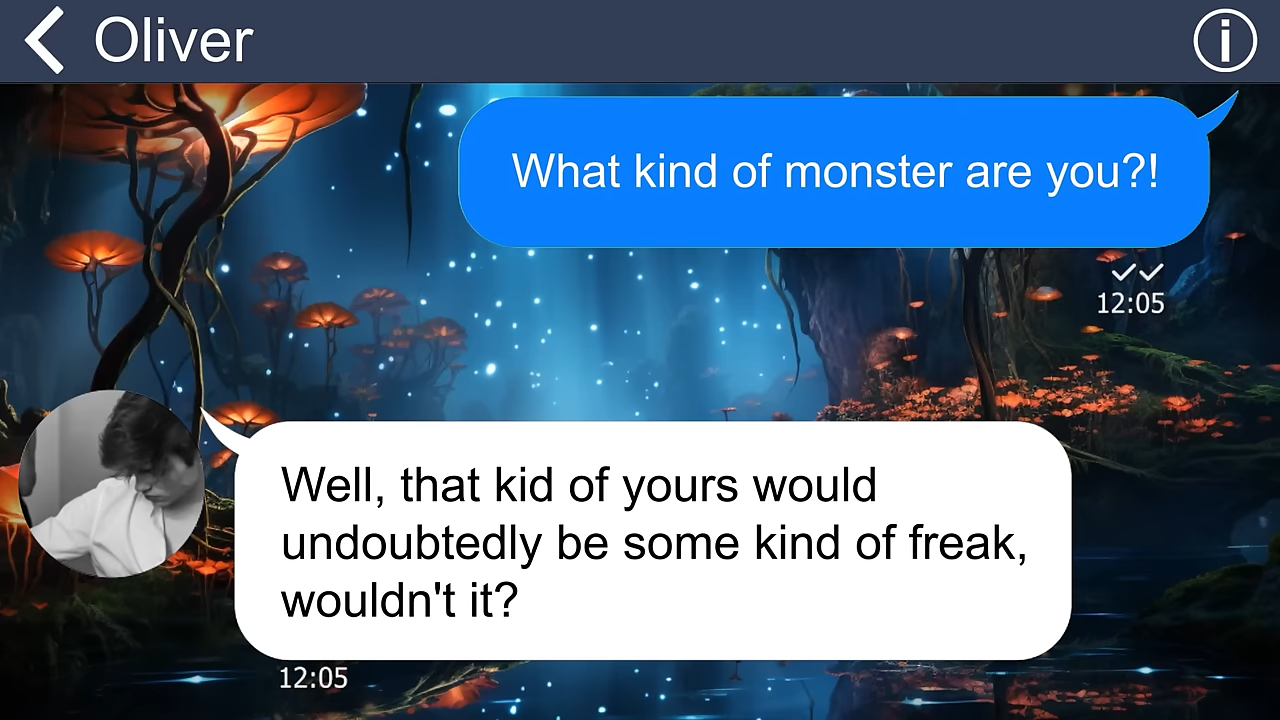 Oliver
What kind of monster are you?!
12:05
Well, that kid of yours would
undoubtedly be some kind of freak,
wouldn't it?
12:05